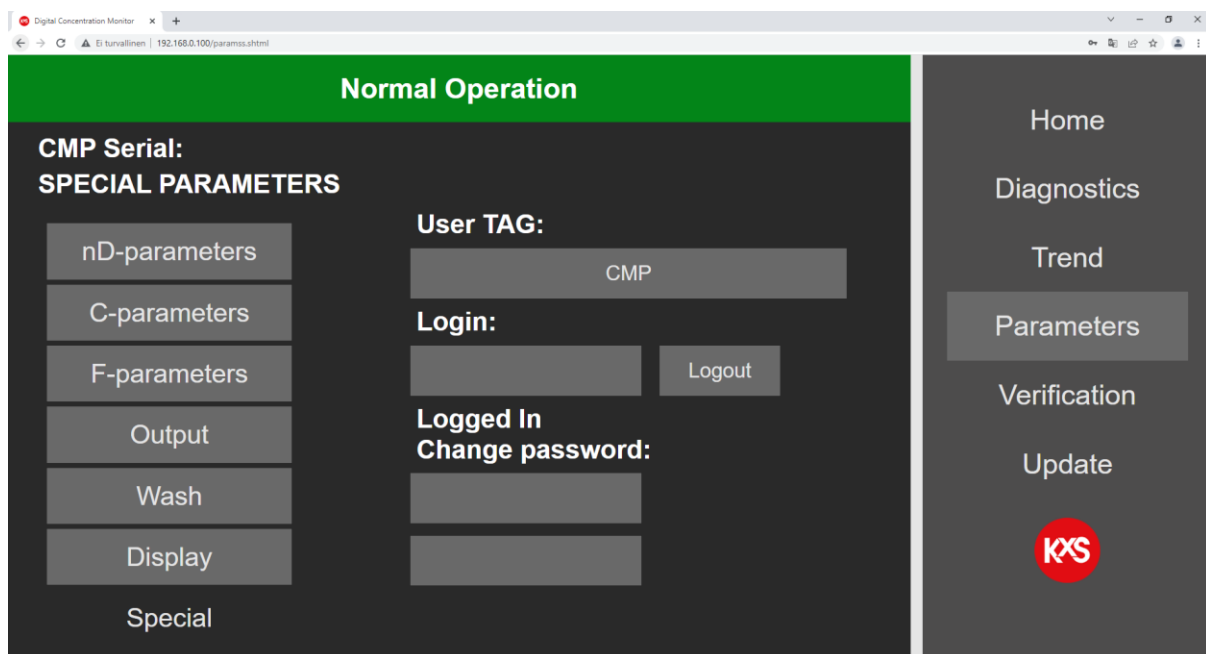 Digital Concentration Monitor
Ei turvallinen | 192.168.0.100/paramss.shtml
Normal Operation
CMP Serial:
SPECIAL PARAMETERS
nD-parameters
C-parameters
F-parameters
Output
Wash
Display
Special
User TAG:
CMP
Login:
Logout
Logged In
Change password:
Home
Diagnostics
Trend
Parameters
Verification
Update
KXS